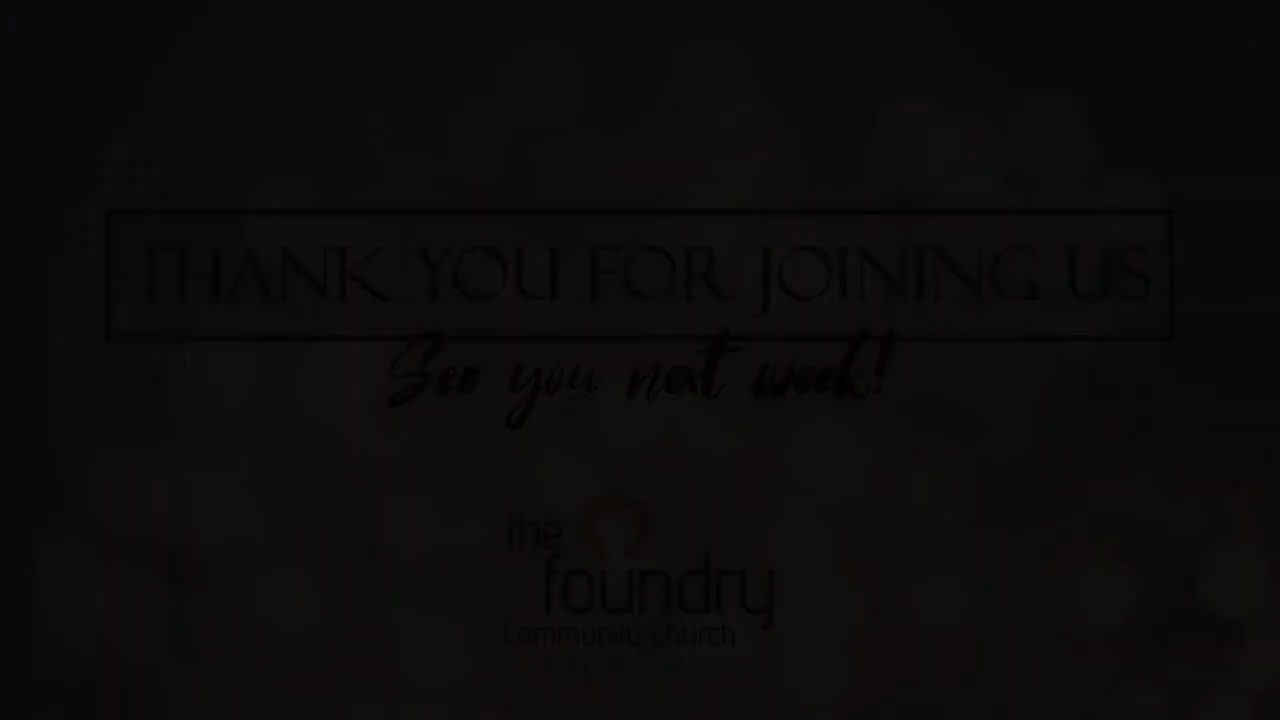 THANK YOU FOR JOINING US
See you next week!
the
foundry
Community Church